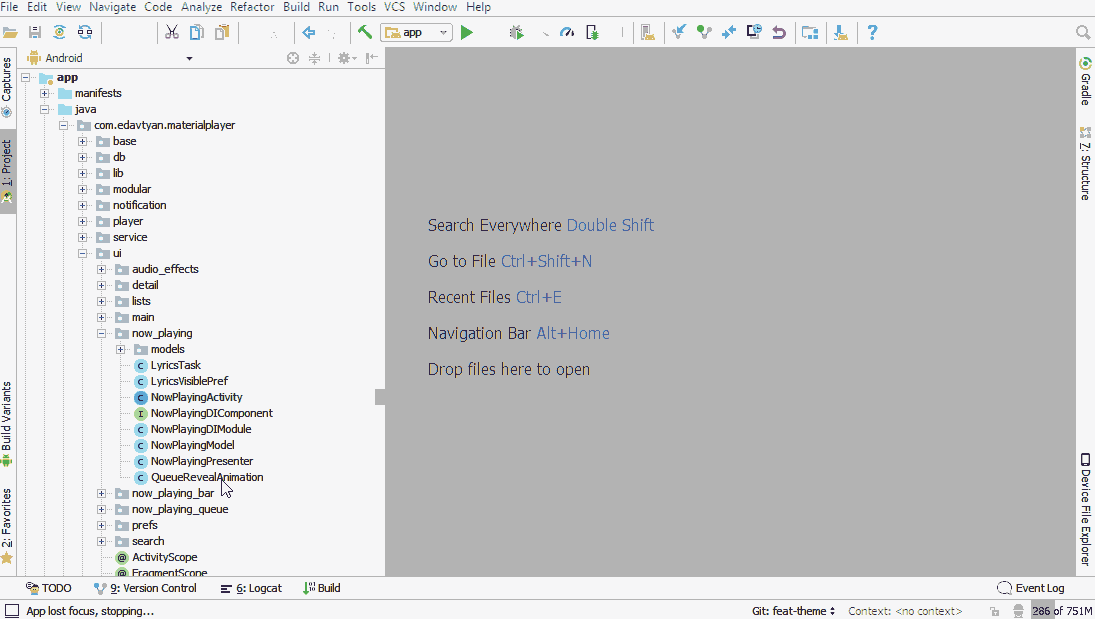 File Edit View Navigate Code Analyze Refactor Build Run Tools VCS Window Help
app
Android
1: Project
Captures
Build Variants
2: Favorites
app
manifests
java
com.edavtyan.materialplayer
base
db
lib
modular
notification
player
service
ui
audio_effects
detail
lists
main
now_playing
models
LyricsTask
LyricsVisiblePref
NowPlayingActivity
NowPlayingDIComponent
NowPlayingDIModule
NowPlayingModel
NowPlayingPresenter
QueueRevealAnimation
now_playing_bar
now_playing_queue
prefs
search
ActivityScope
FragmentScope
Search Everywhere Double Shift
Go to File Ctrl+Shift+N
Recent Files Ctrl+E
Navigation Bar Alt+Home
Drop files here to open
Gradle
7: Structure
Device File Explorer
TODO 9: Version Control 6: Logcat Build Event Log
App lost focus, stopping... Git: feat-theme Context: <no context> 286 of 751M